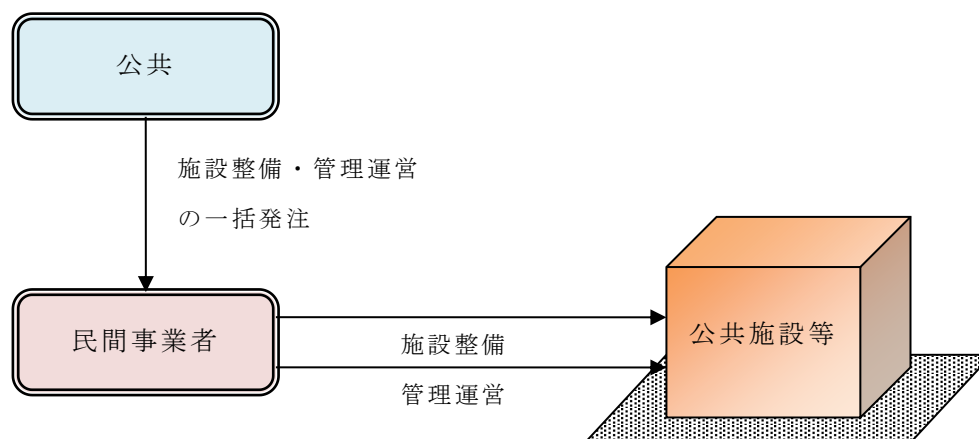 公共
施設整備・管理運営
の一括発注
民間事業者
施設整備
管理運営
公共施設等